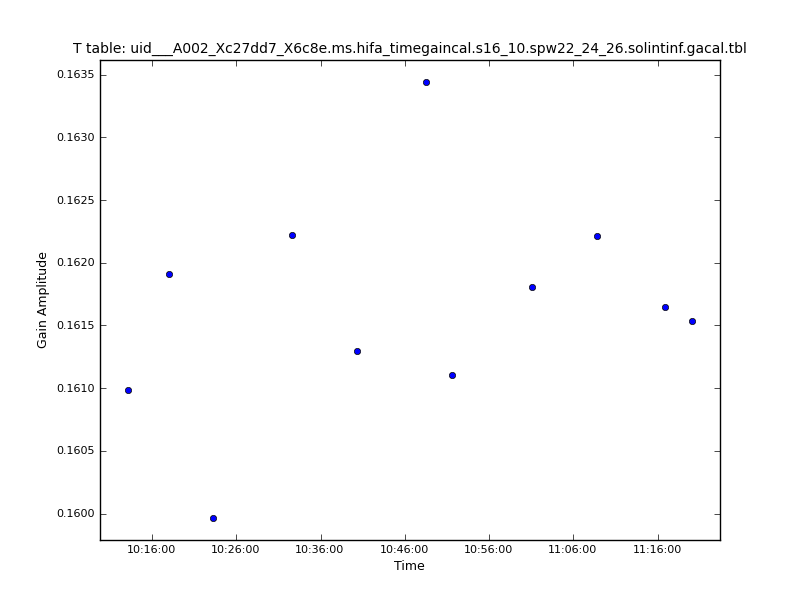 T table: uid___A002_Xc27dd7_X6c8e.ms.hifa_timegaincal.s16_10.spw22_24_26.solintinf.gacal.tbl
0.1635
0.1630
0.1625
0.1620
0.1615
0.1610
0.1605
0.1600
Gain Amplitude
10:16:00 10:26:00 10:36:00 10:46:00 10:56:00 11:06:00 11:16:00
Time